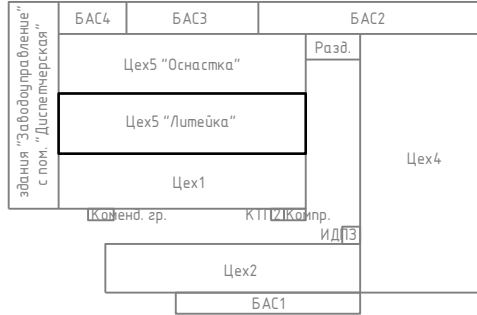 здания "Заводоуправление"
с пом. "Диспетчерская"
БАС4
БАС3
БАС2
Цех5 "Оснастка"
Разд.
Цех5 "Литейка"
Цех4
Цех1
Коменд. гр.
КТП2
Компр.
ИДПЗ
Цех2
БАС1